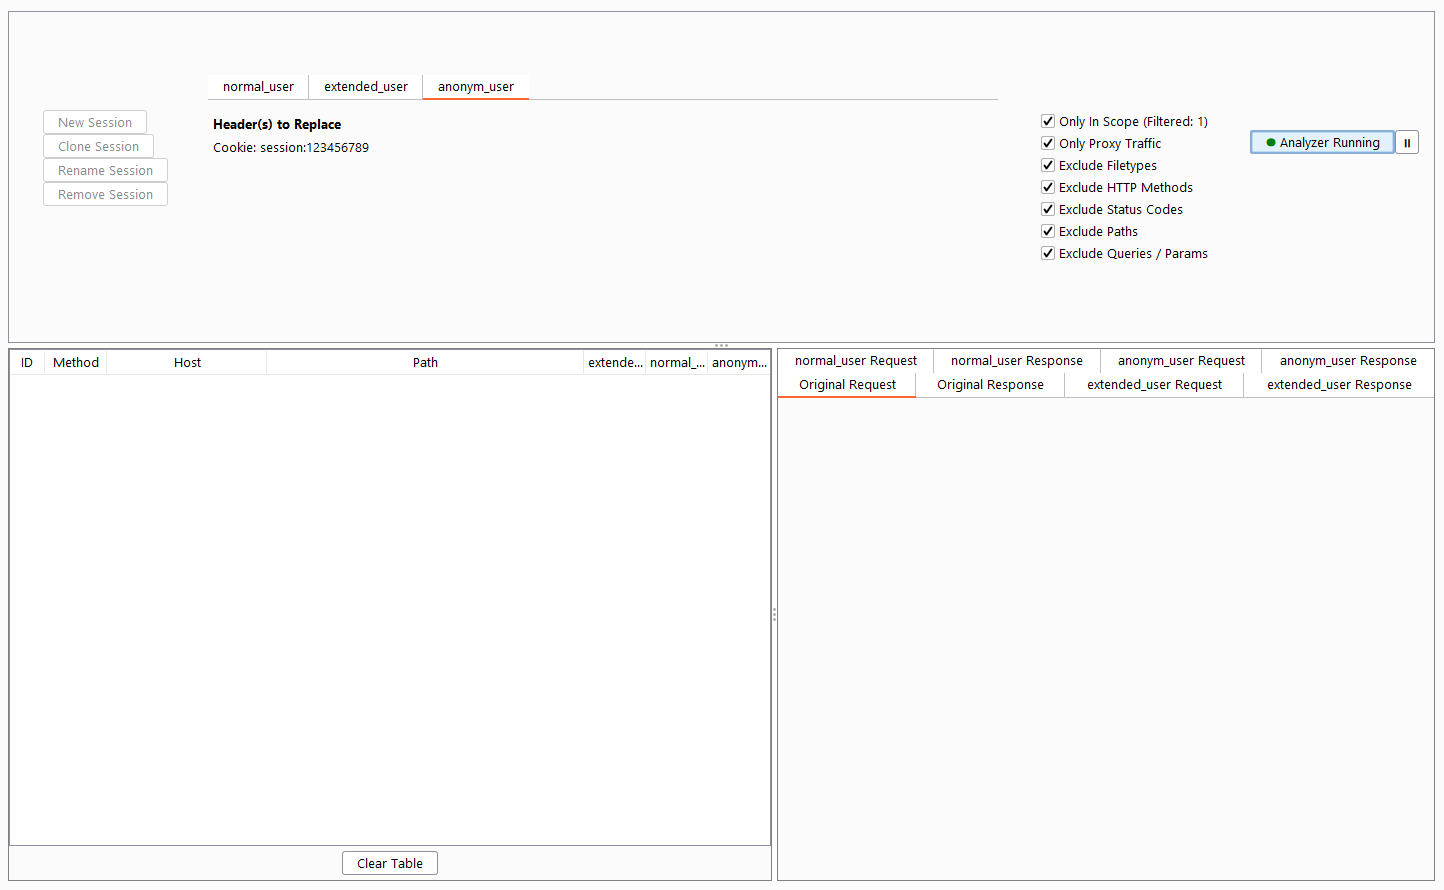 normal_user extended_user anonym_user
New Session
Clone Session
Rename Session
Remove Session
Header(s) to Replace
Cookie: session:123456789
Only In Scope (Filtered: 1)
Only Proxy Traffic
Exclude Filetypes
Exclude HTTP Methods
Exclude Status Codes
Exclude Paths
Exclude Queries / Params
Analyzer Running
ID Method Host Path extende... normal_... anonym...
Clear Table
normal_user Request normal_user Response anonym_user Request anonym_user Response
Original Request Original Response extended_user Request extended_user Response